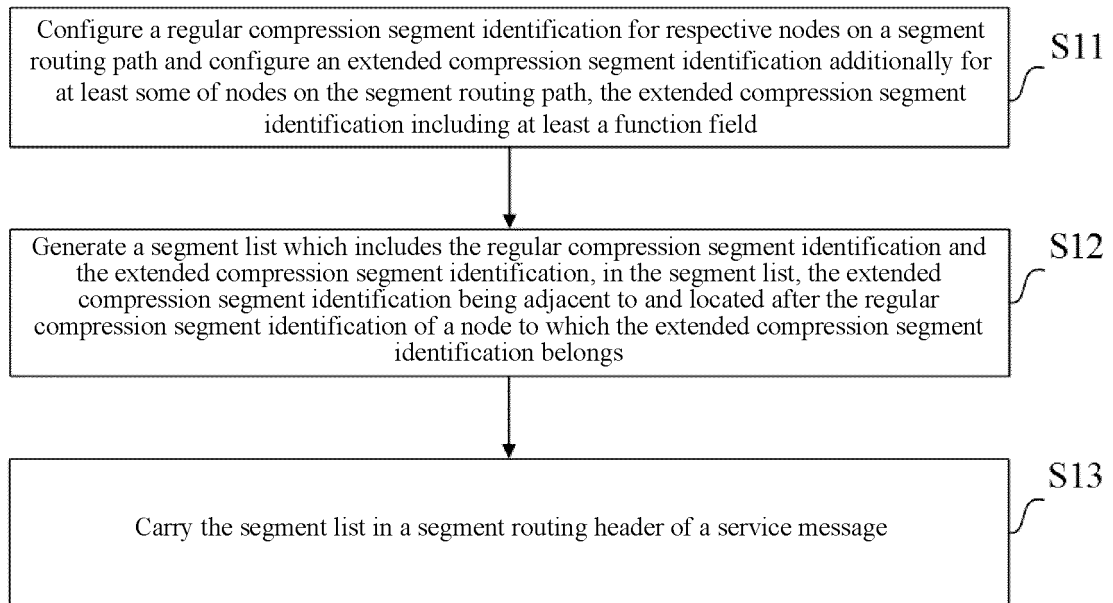 Configure a regular compression segment identification for respective nodes on a segment
routing path and configure an extended compression segment identification additionally for
at least some of nodes on the segment routing path, the extended compression segment
identification including at least a function field
S11
Generate a segment list which includes the regular compression segment identification and
the extended compression segment identification, in the segment list, the extended
compression segment identification being adjacent to and located after the regular
compression segment identification of a node to which the extended compression segment
identification belongs
S12
Carry the segment list in a segment routing header of a service message
S13